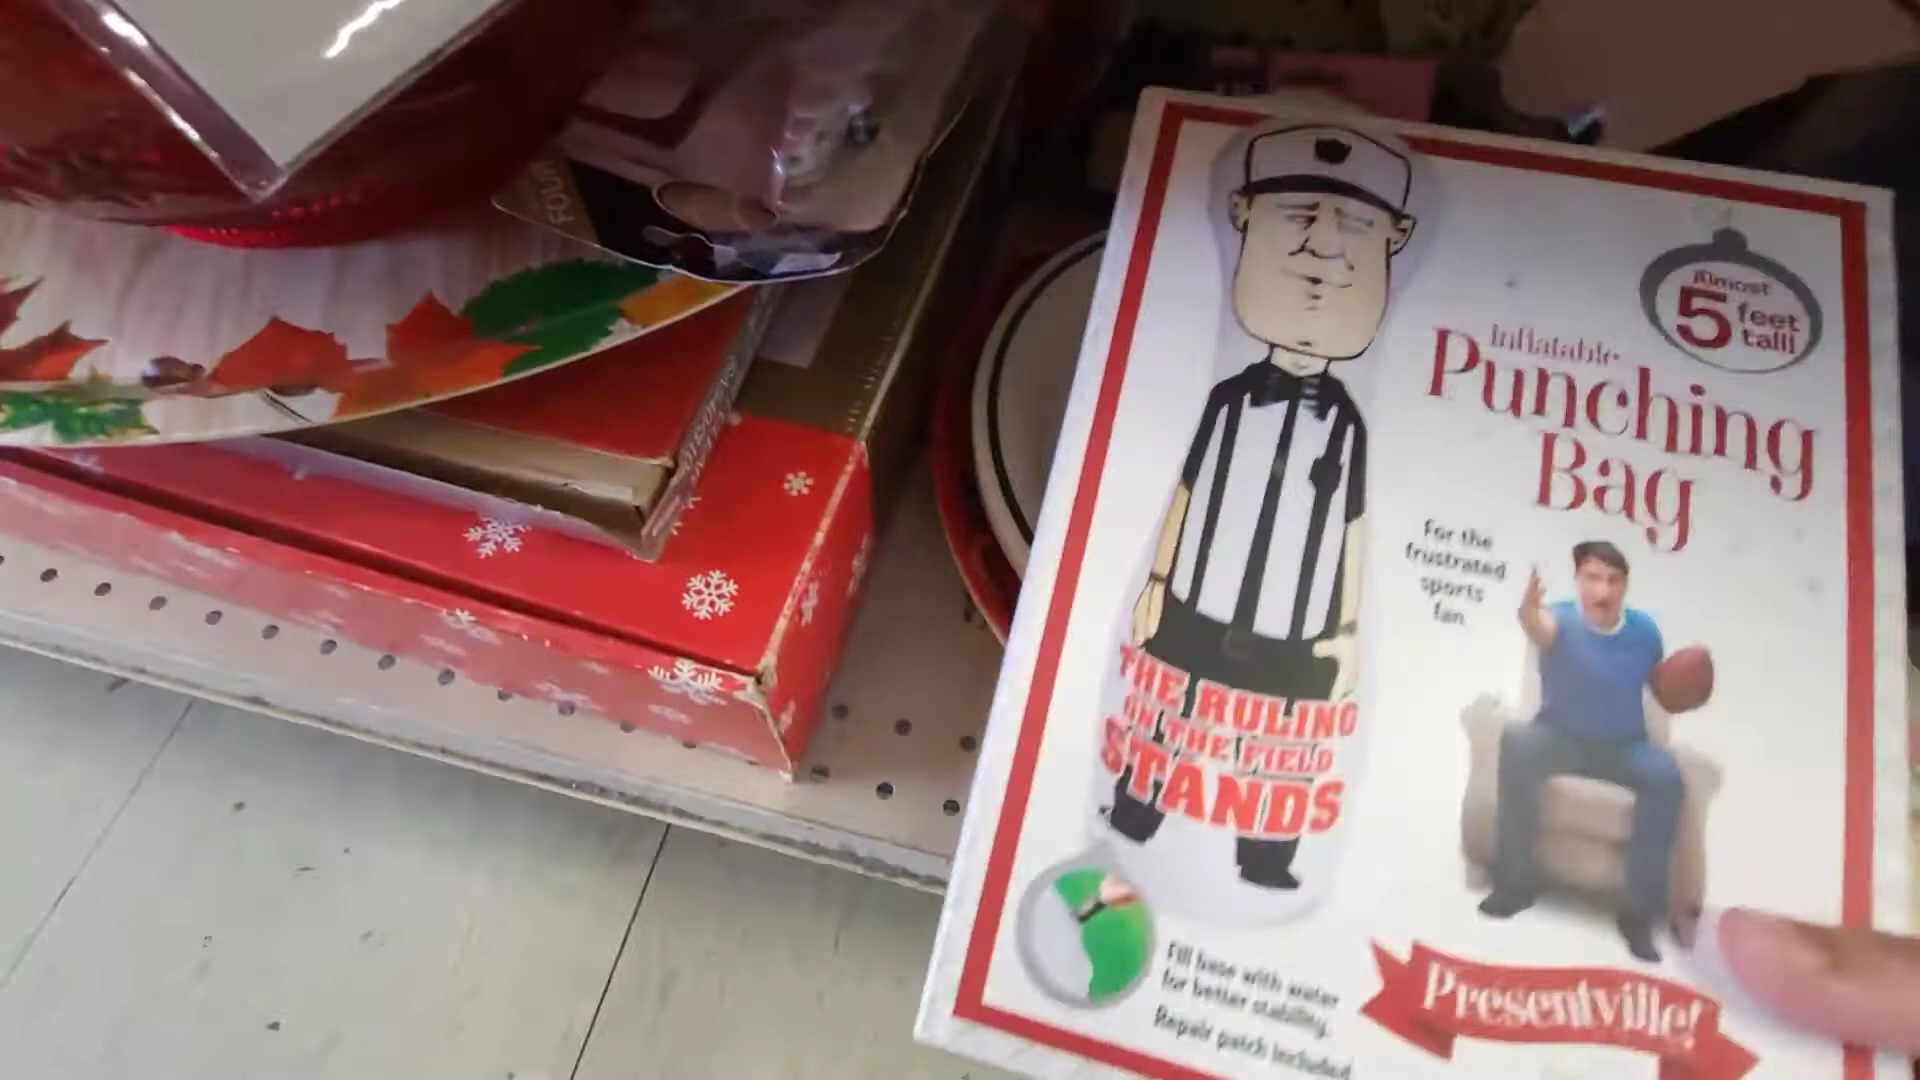 Almost
5 feet
tall!
Inflatable
Punching
Bag
For the
frustrated
sports
fan
THE RULING
ON THE FIELD
STANDS
Fill base with water
for better stability.
Repair patch included
Presentville!